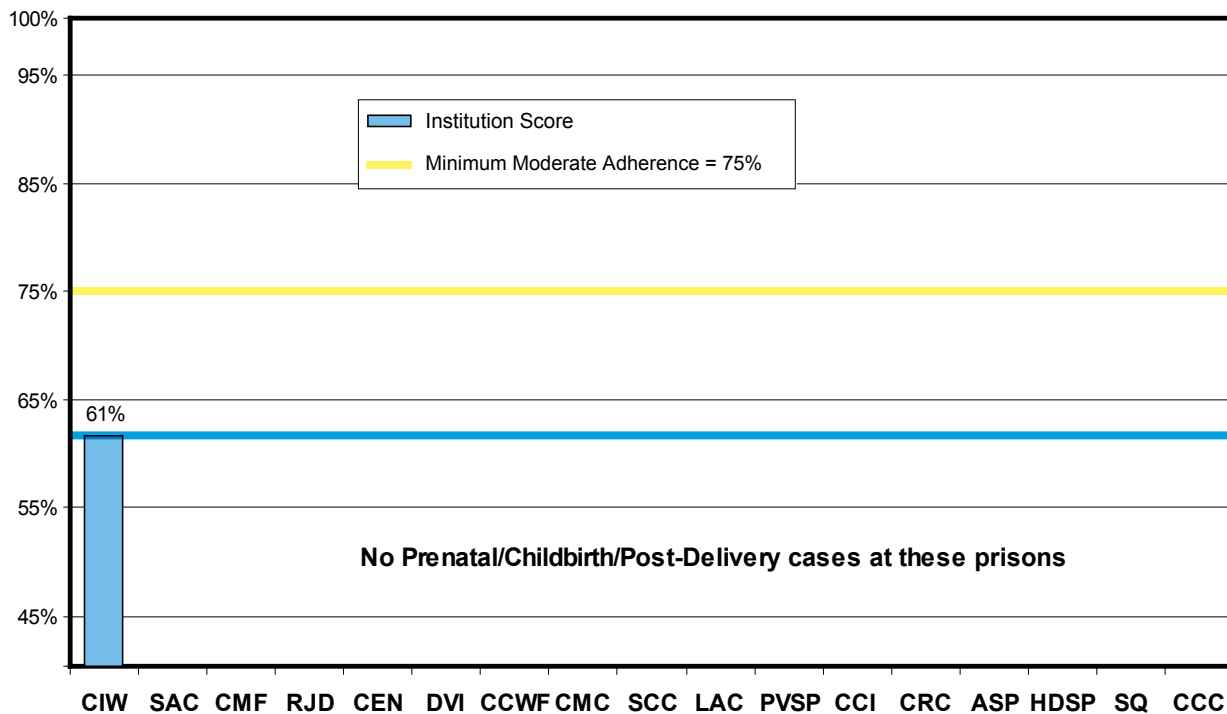 100%
95%
Institution Score
Minimum Moderate Adherence = 75%
85%
75%
65%
61%
55%
No Prenatal/Childbirth/Post-Delivery cases at these prisons
45%
CIW SAC CMF RJD CEN DVI CCWF CMC SCC LAC PVSP CCI CRC ASP HDSP SQ CCC